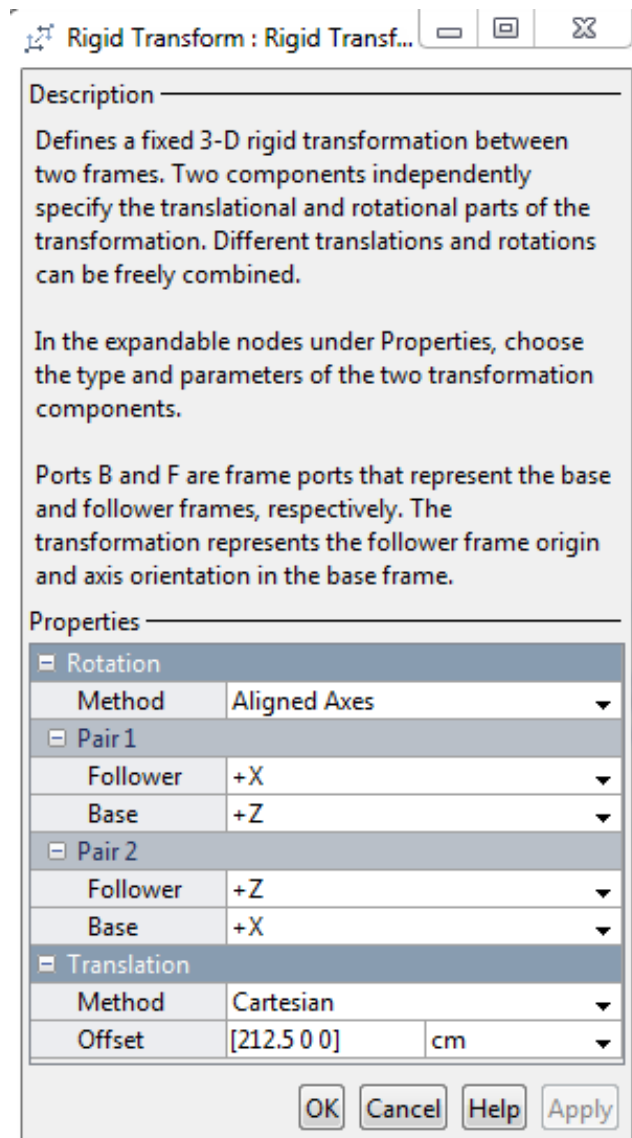 Rigid Transform : Rigid Transf...
Description
Defines a fixed 3-D rigid transformation between
two frames. Two components independently
specify the translational and rotational parts of the
transformation. Different translations and rotations
can be freely combined.
In the expandable nodes under Properties, choose
the type and parameters of the two transformation
components.
Ports B and F are frame ports that represent the base
and follower frames, respectively. The
transformation represents the follower frame origin
and axis orientation in the base frame.
Properties
Rotation
Method Aligned Axes
Pair 1
Follower +X
Base +Z
Pair 2
Follower +Z
Base +X
Translation
Method Cartesian
Offset [212.5 0 0] cm
OK Cancel Help Apply